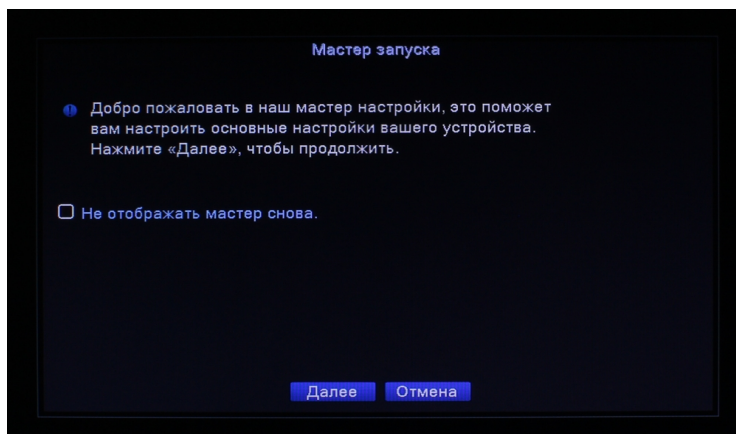 Мастер запуска
Добро пожаловать в наш мастер настройки, это поможет
вам настроить основные настройки вашего устройства.
Нажмите «Далее», чтобы продолжить.
Не отображать мастер снова.
Далее Отмена